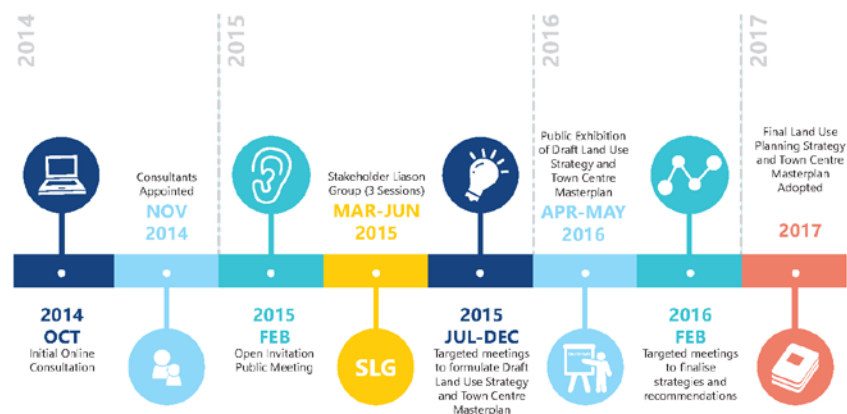 2014
2015
2016
2017
2014
OCT
Initial Online
Consultation
Consultants
Appointed
NOV
2014
2015
FEB
Open Invitation
Public Meeting
Stakeholder Liason
Group (3 Sessions)
MAR-JUN
2015
SLG
2015
JUL-DEC
Targeted meetings
to formulate Draft
Land Use Strategy
and Town Centre
Masterplan
Public Exhibition
of Draft Land Use
Strategy and
Town Centre
Masterplan
APR-MAY
2016
2016
FEB
Targeted meetings
to finalise
strategies and
recommendations
Final Land Use
Planning Strategy
and Town Centre
Masterplan
Adopted
2017